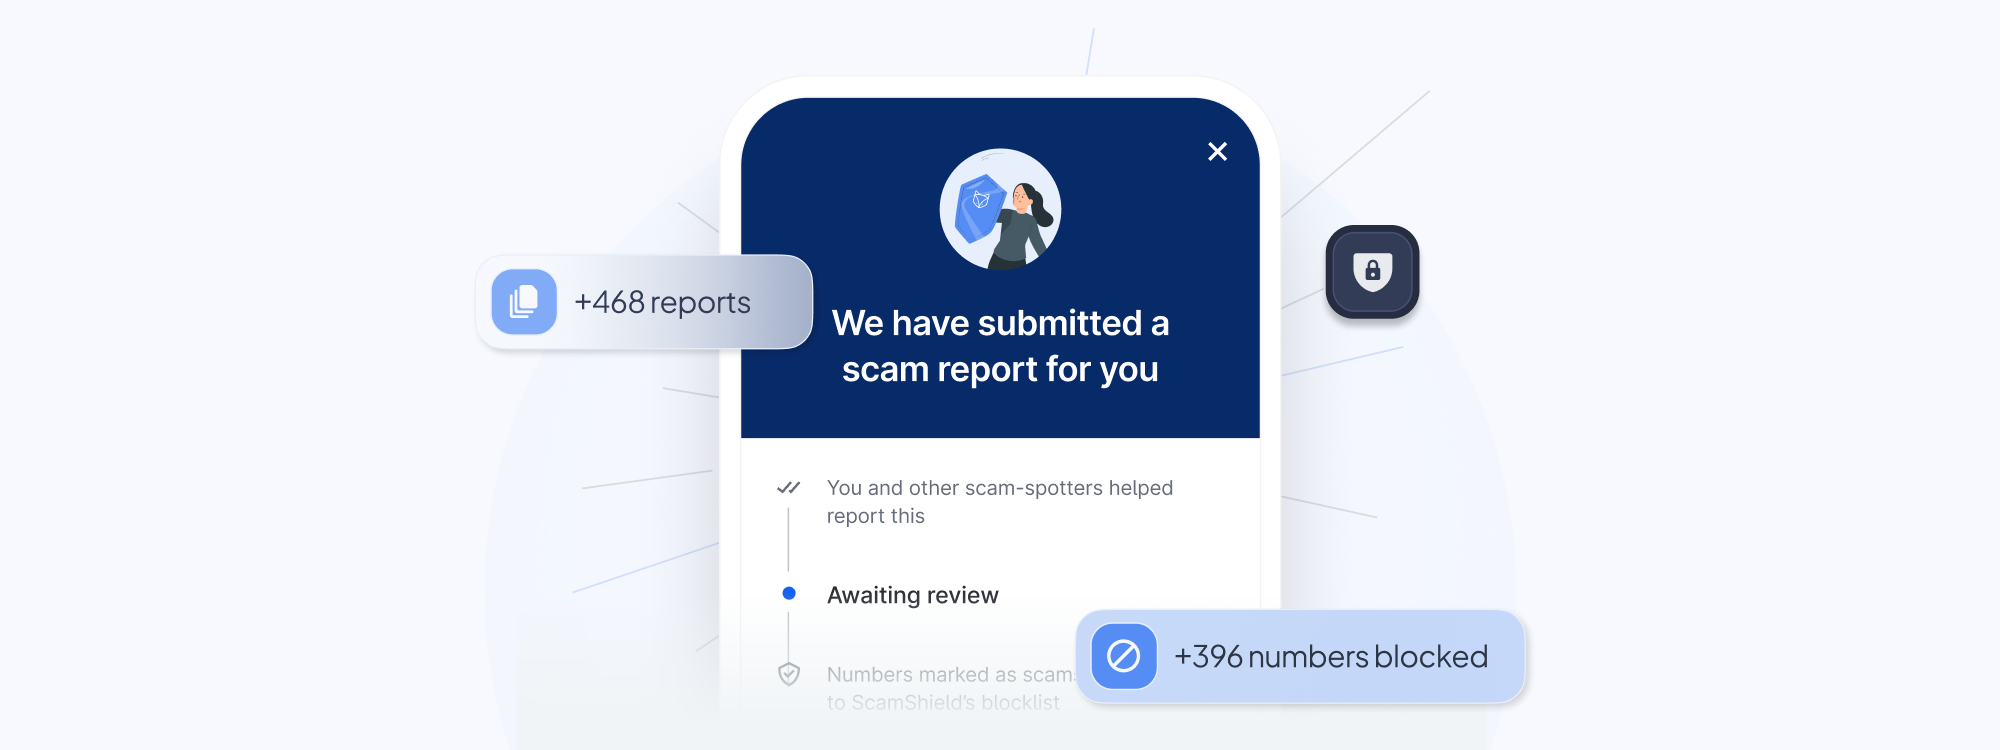 +468 reports
We have submitted a
scam report for you
You and other scam-spotters helped
report this
Awaiting review
Numbers marked as scams
to ScamShield's blocklist
+396 numbers blocked